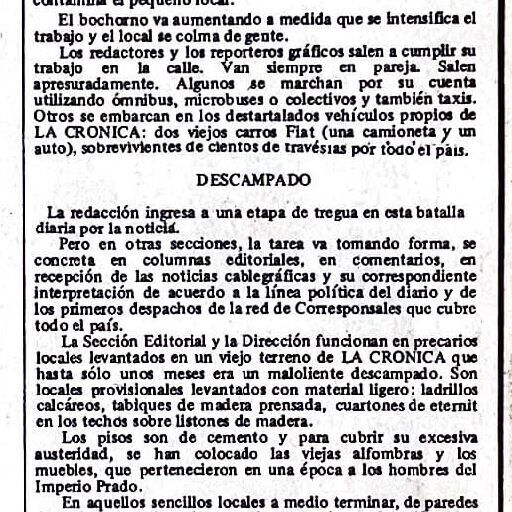 contamina el pequeño local.
El bochorno va aumentando a medida que se intensifica el
trabajo y el local se colma de gente.
Los redactores y los reporteros gráficos salen a cumplir su
trabajo en la calle. Van siempre en pareja. Salen
apresuradamente. Algunos se marchan por su cuenta
utilizando ómnibus, microbuses o colectivos y también taxis.
Otros se embarcan en los destartalados vehículos propios de
LA CRONICA: dos viejos carros Fiat (una camioneta y un
auto), sobrevivientes de cientos de travesías por todo el país.
DESCAMPADO
La redacción ingresa a una etapa de tregua en esta batalla
diaria por la noticia.
Pero en otras secciones, la tarea va tomando forma, se
concreta en columnas editoriales, en comentarios, en
recepción de las noticias cablegráficas y su correspondiente
interpretación de acuerdo a la línea política del diario y de
los primeros despachos de la red de Corresponsales que cubre
todo el país.
La Sección Editorial y la Dirección funcionan en precarios
locales levantados en un viejo terreno de LA CRONICA que
hasta sólo unos meses era un maloliente descampado. Son
locales provisionales levantados con material ligero: ladrillos
calcáreos, tabiques de madera prensada, cuartones de eternit
en los techos sobre listones de madera.
Los pisos son de cemento y para cubrir su excesiva
austeridad, se han colocado las viejas alfombras y los
muebles, que pertenecieron en una época a los hombres del
Imperio Prado.
En aquellos sencillos locales a medio terminar, de paredes